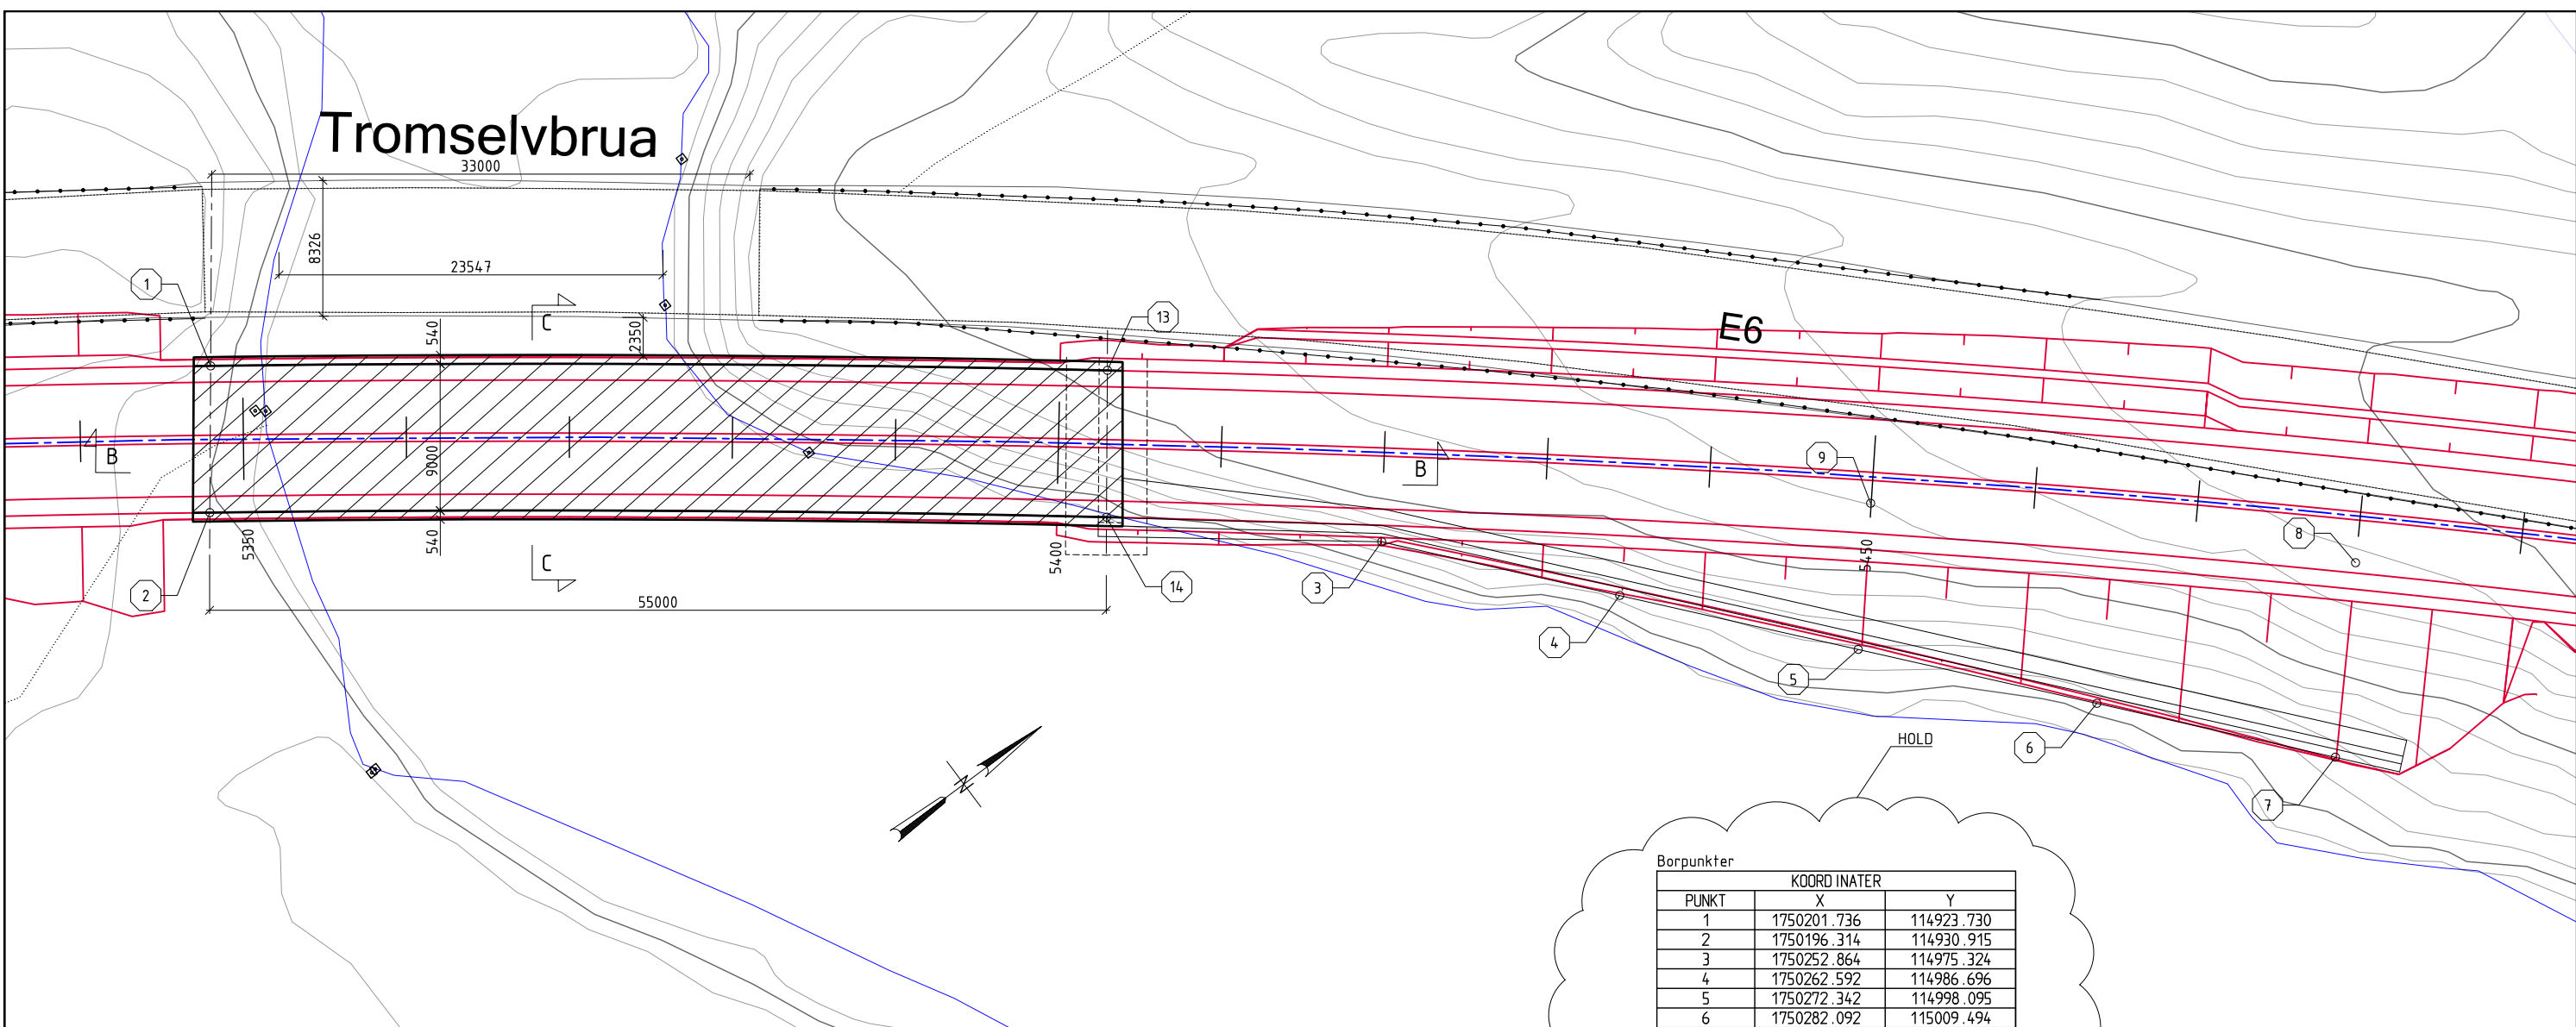 Tromselvbrua
33000
8326
23547
1
C
540
2350
13
E6
B
9000
B
9
8
5350
540
C
5400
5450
2
55000
14
3
4
5
6
7
HOLD
Borpunkter
KOORDINATER
PUNKT X Y
1 1750201.736 114923.730
2 1750196.314 114930.915
3 1750252.864 114975.324
4 1750262.592 114986.696
5 1750272.342 114998.095
6 1750282.092 115009.494